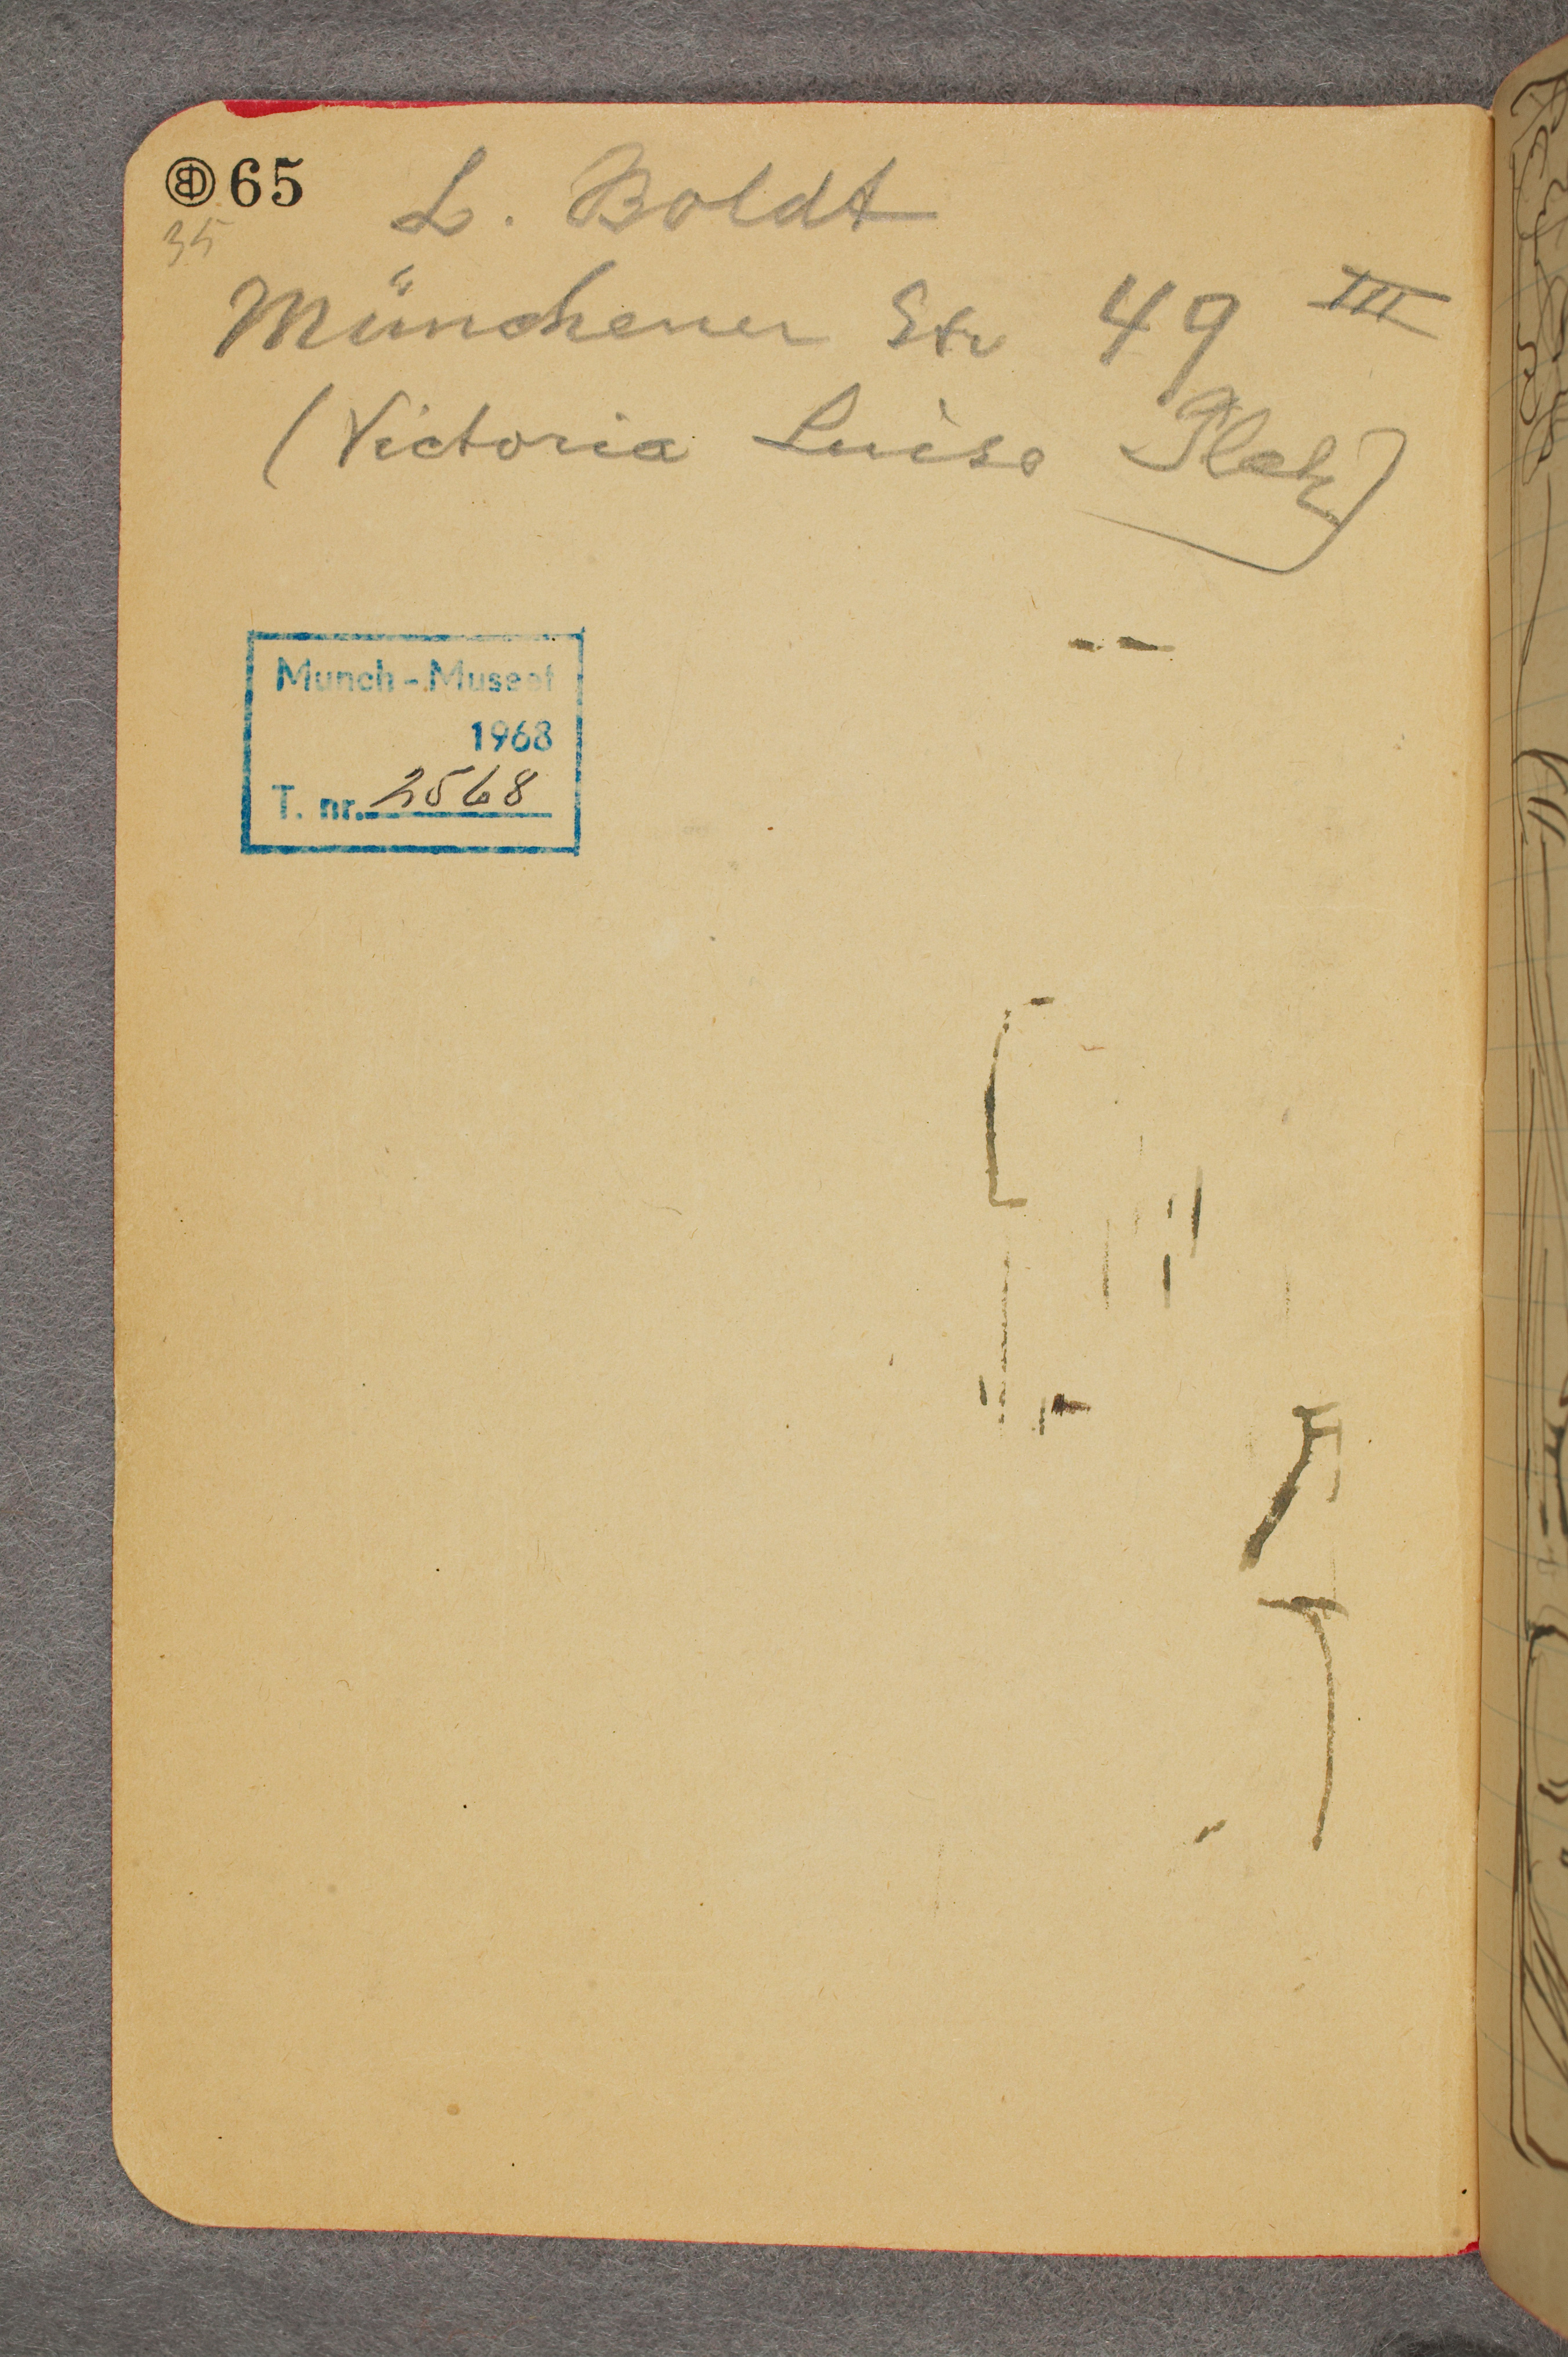 65
35
L. Boldt
Münchener Str 49 III
(Victoria Luise Platz)
Munch-Museet
1968
T. nr. 2568